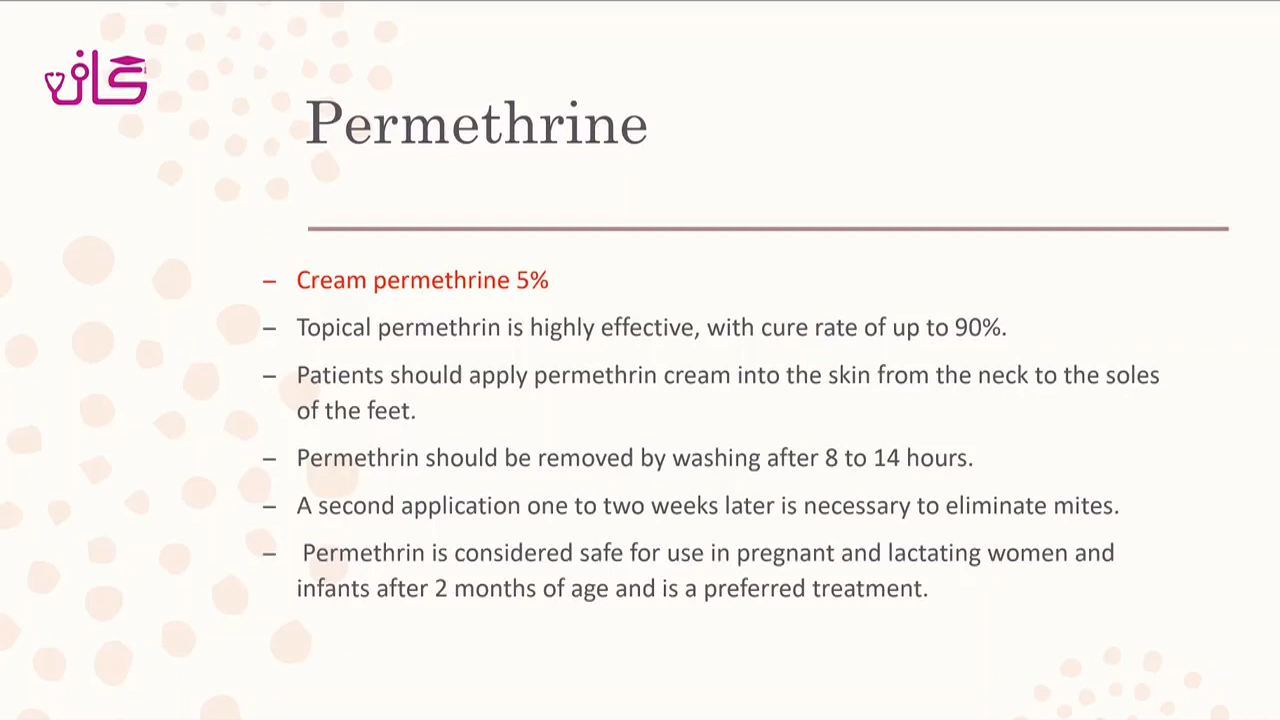 كازن
Permethrine
– Cream permethrine 5%
– Topical permethrin is highly effective, with cure rate of up to 90%.
– Patients should apply permethrin cream into the skin from the neck to the soles
of the feet.
– Permethrin should be removed by washing after 8 to 14 hours.
– A second application one to two weeks later is necessary to eliminate mites.
– Permethrin is considered safe for use in pregnant and lactating women and
infants after 2 months of age and is a preferred treatment.